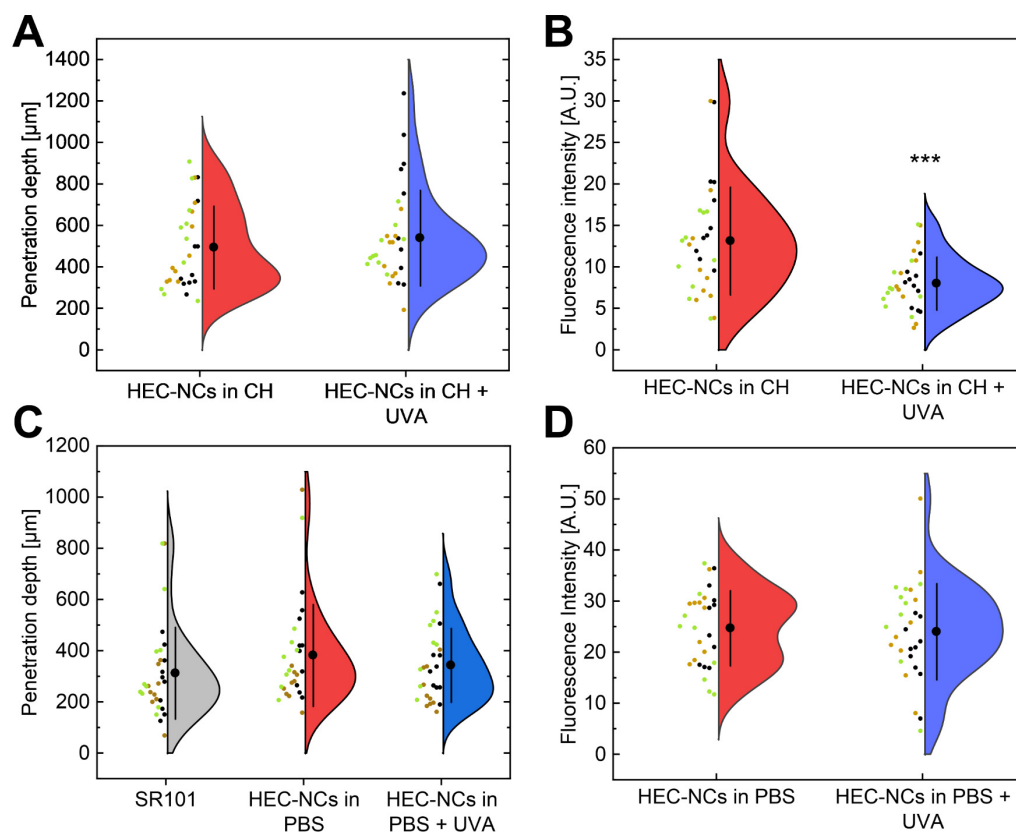 A
Penetration depth [µm]
1400
1200
1000
800
600
400
200
0
HEC-NCs in CH
HEC-NCs in CH +
UVA
B
Fluorescence intensity [A.U.]
35
30
25
20
15
10
5
0
***
HEC-NCs in CH
HEC-NCs in CH +
UVA
C
Penetration depth [µm]
1200
1000
800
600
400
200
0
SR101
HEC-NCs in
PBS
HEC-NCs in
PBS + UVA
D
Fluorescence Intensity [A.U.]
60
50
40
30
20
10
0
HEC-NCs in PBS
HEC-NCs in PBS +
UVA